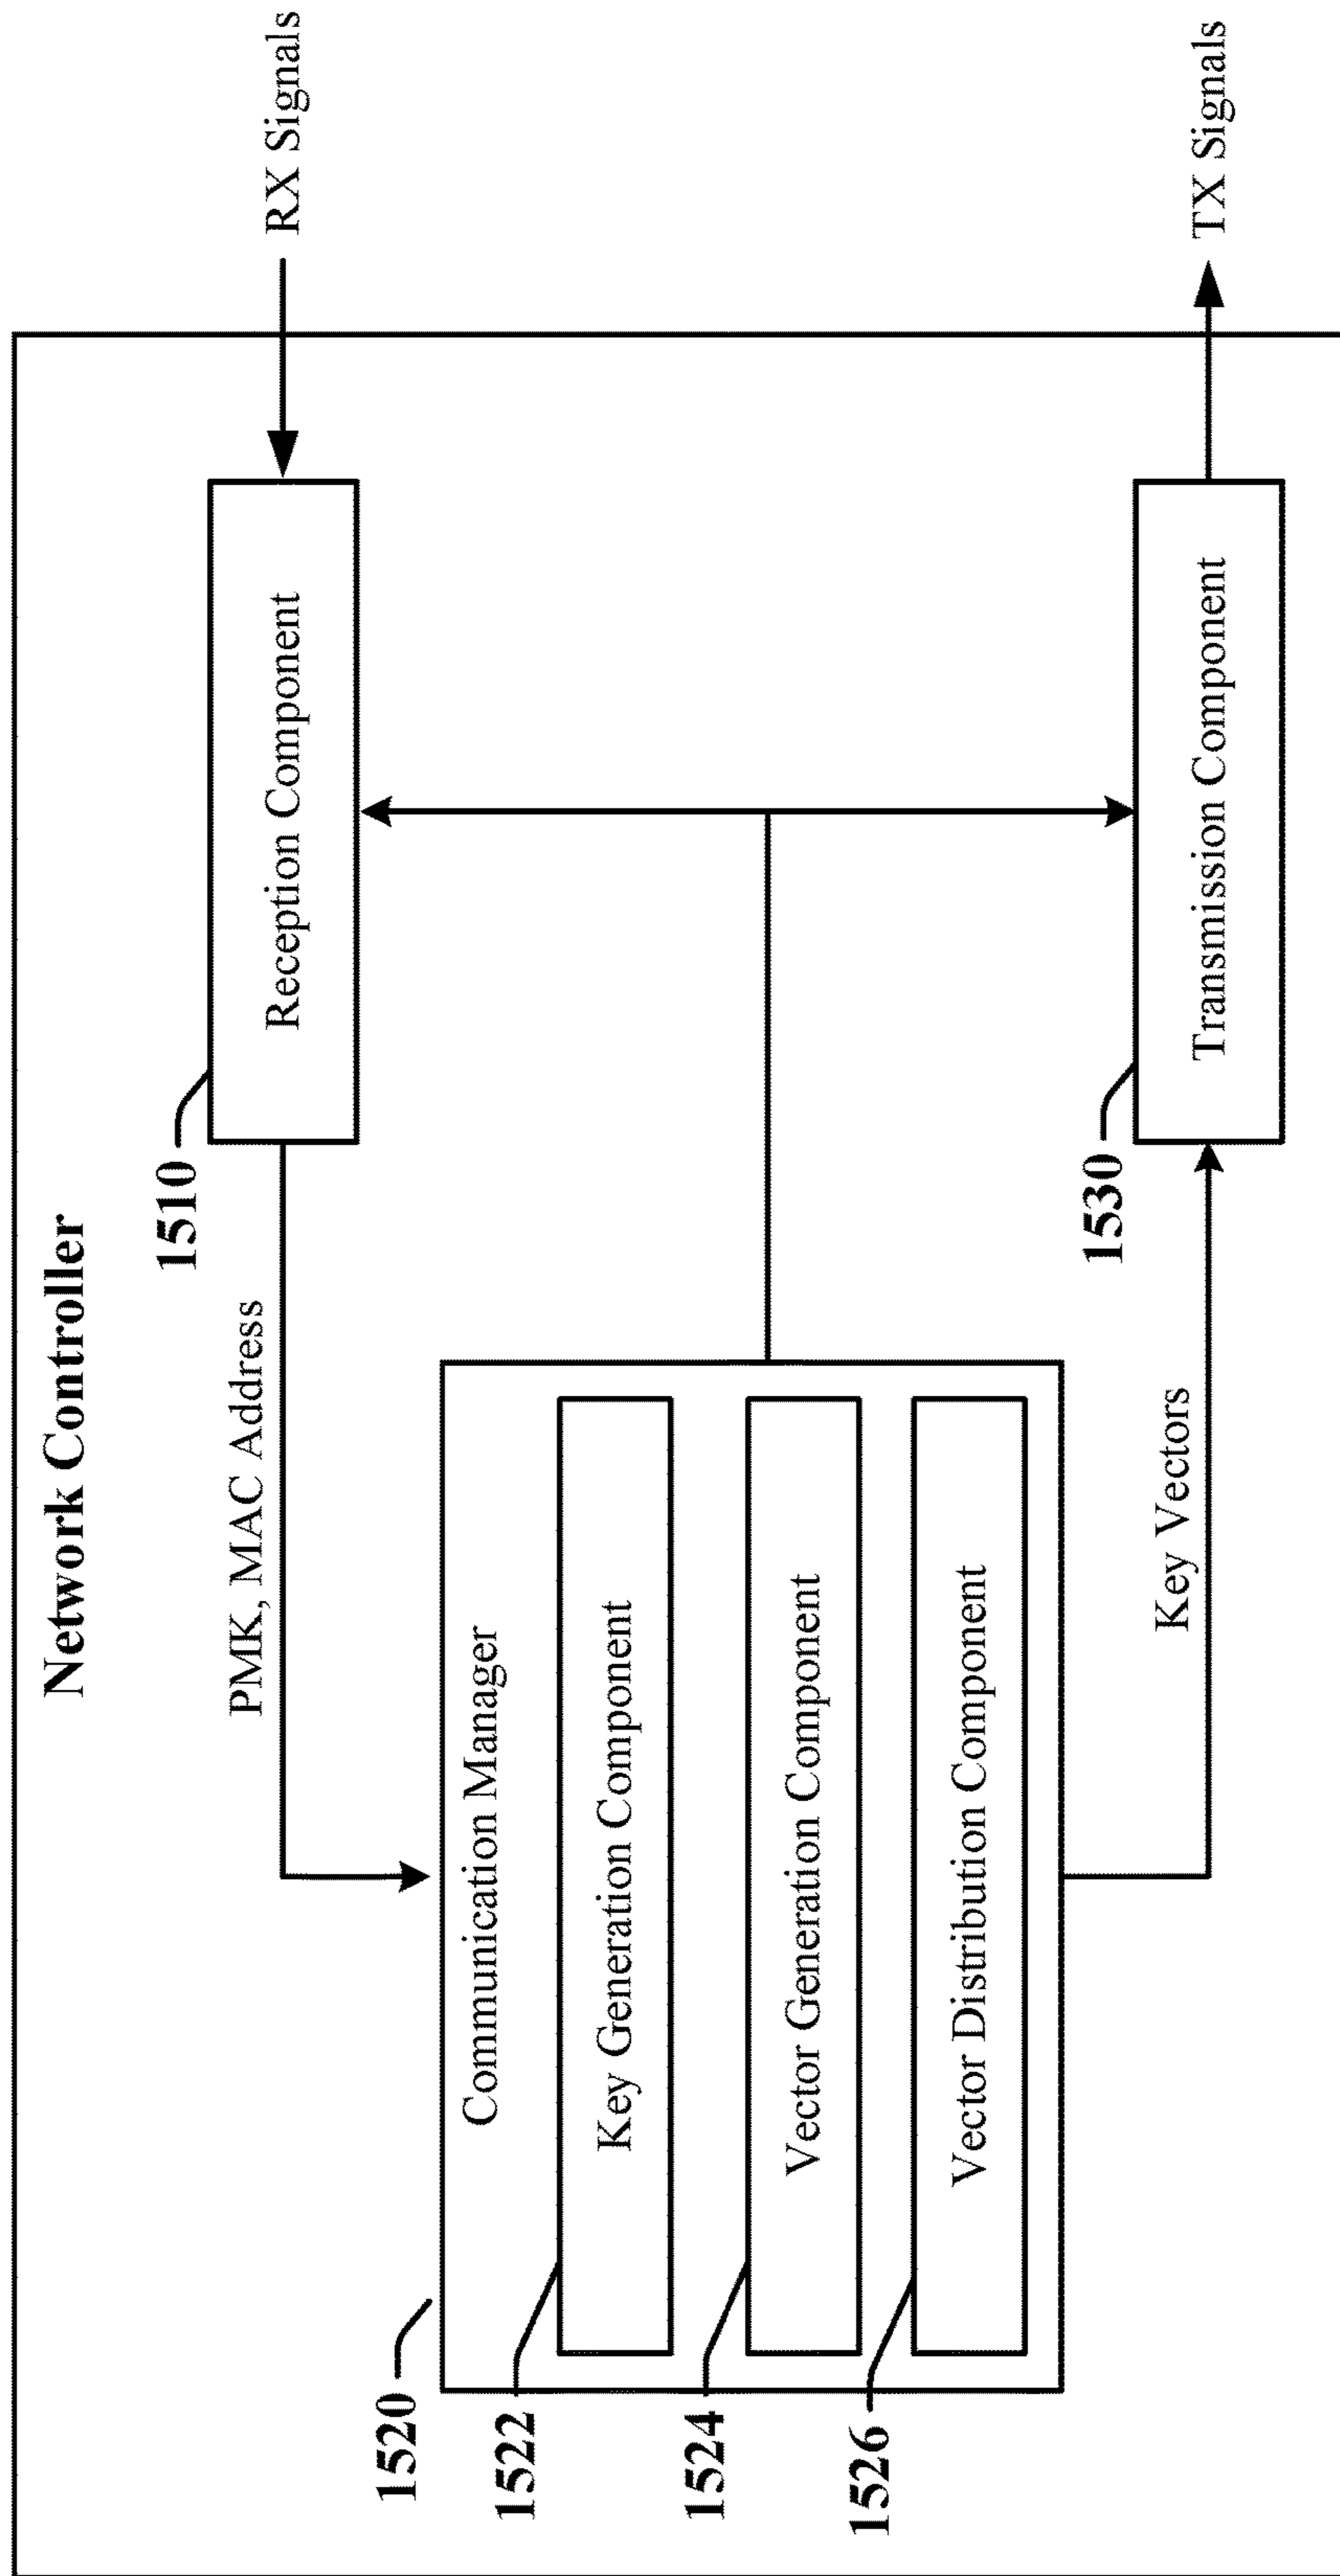 Network Controller
RX Signals
PMK, MAC Address
1510
Reception Component
1520
Communication Manager
1522
Key Generation Component
1524
Vector Generation Component
1526
Vector Distribution Component
Key Vectors
1530
Transmission Component
TX Signals